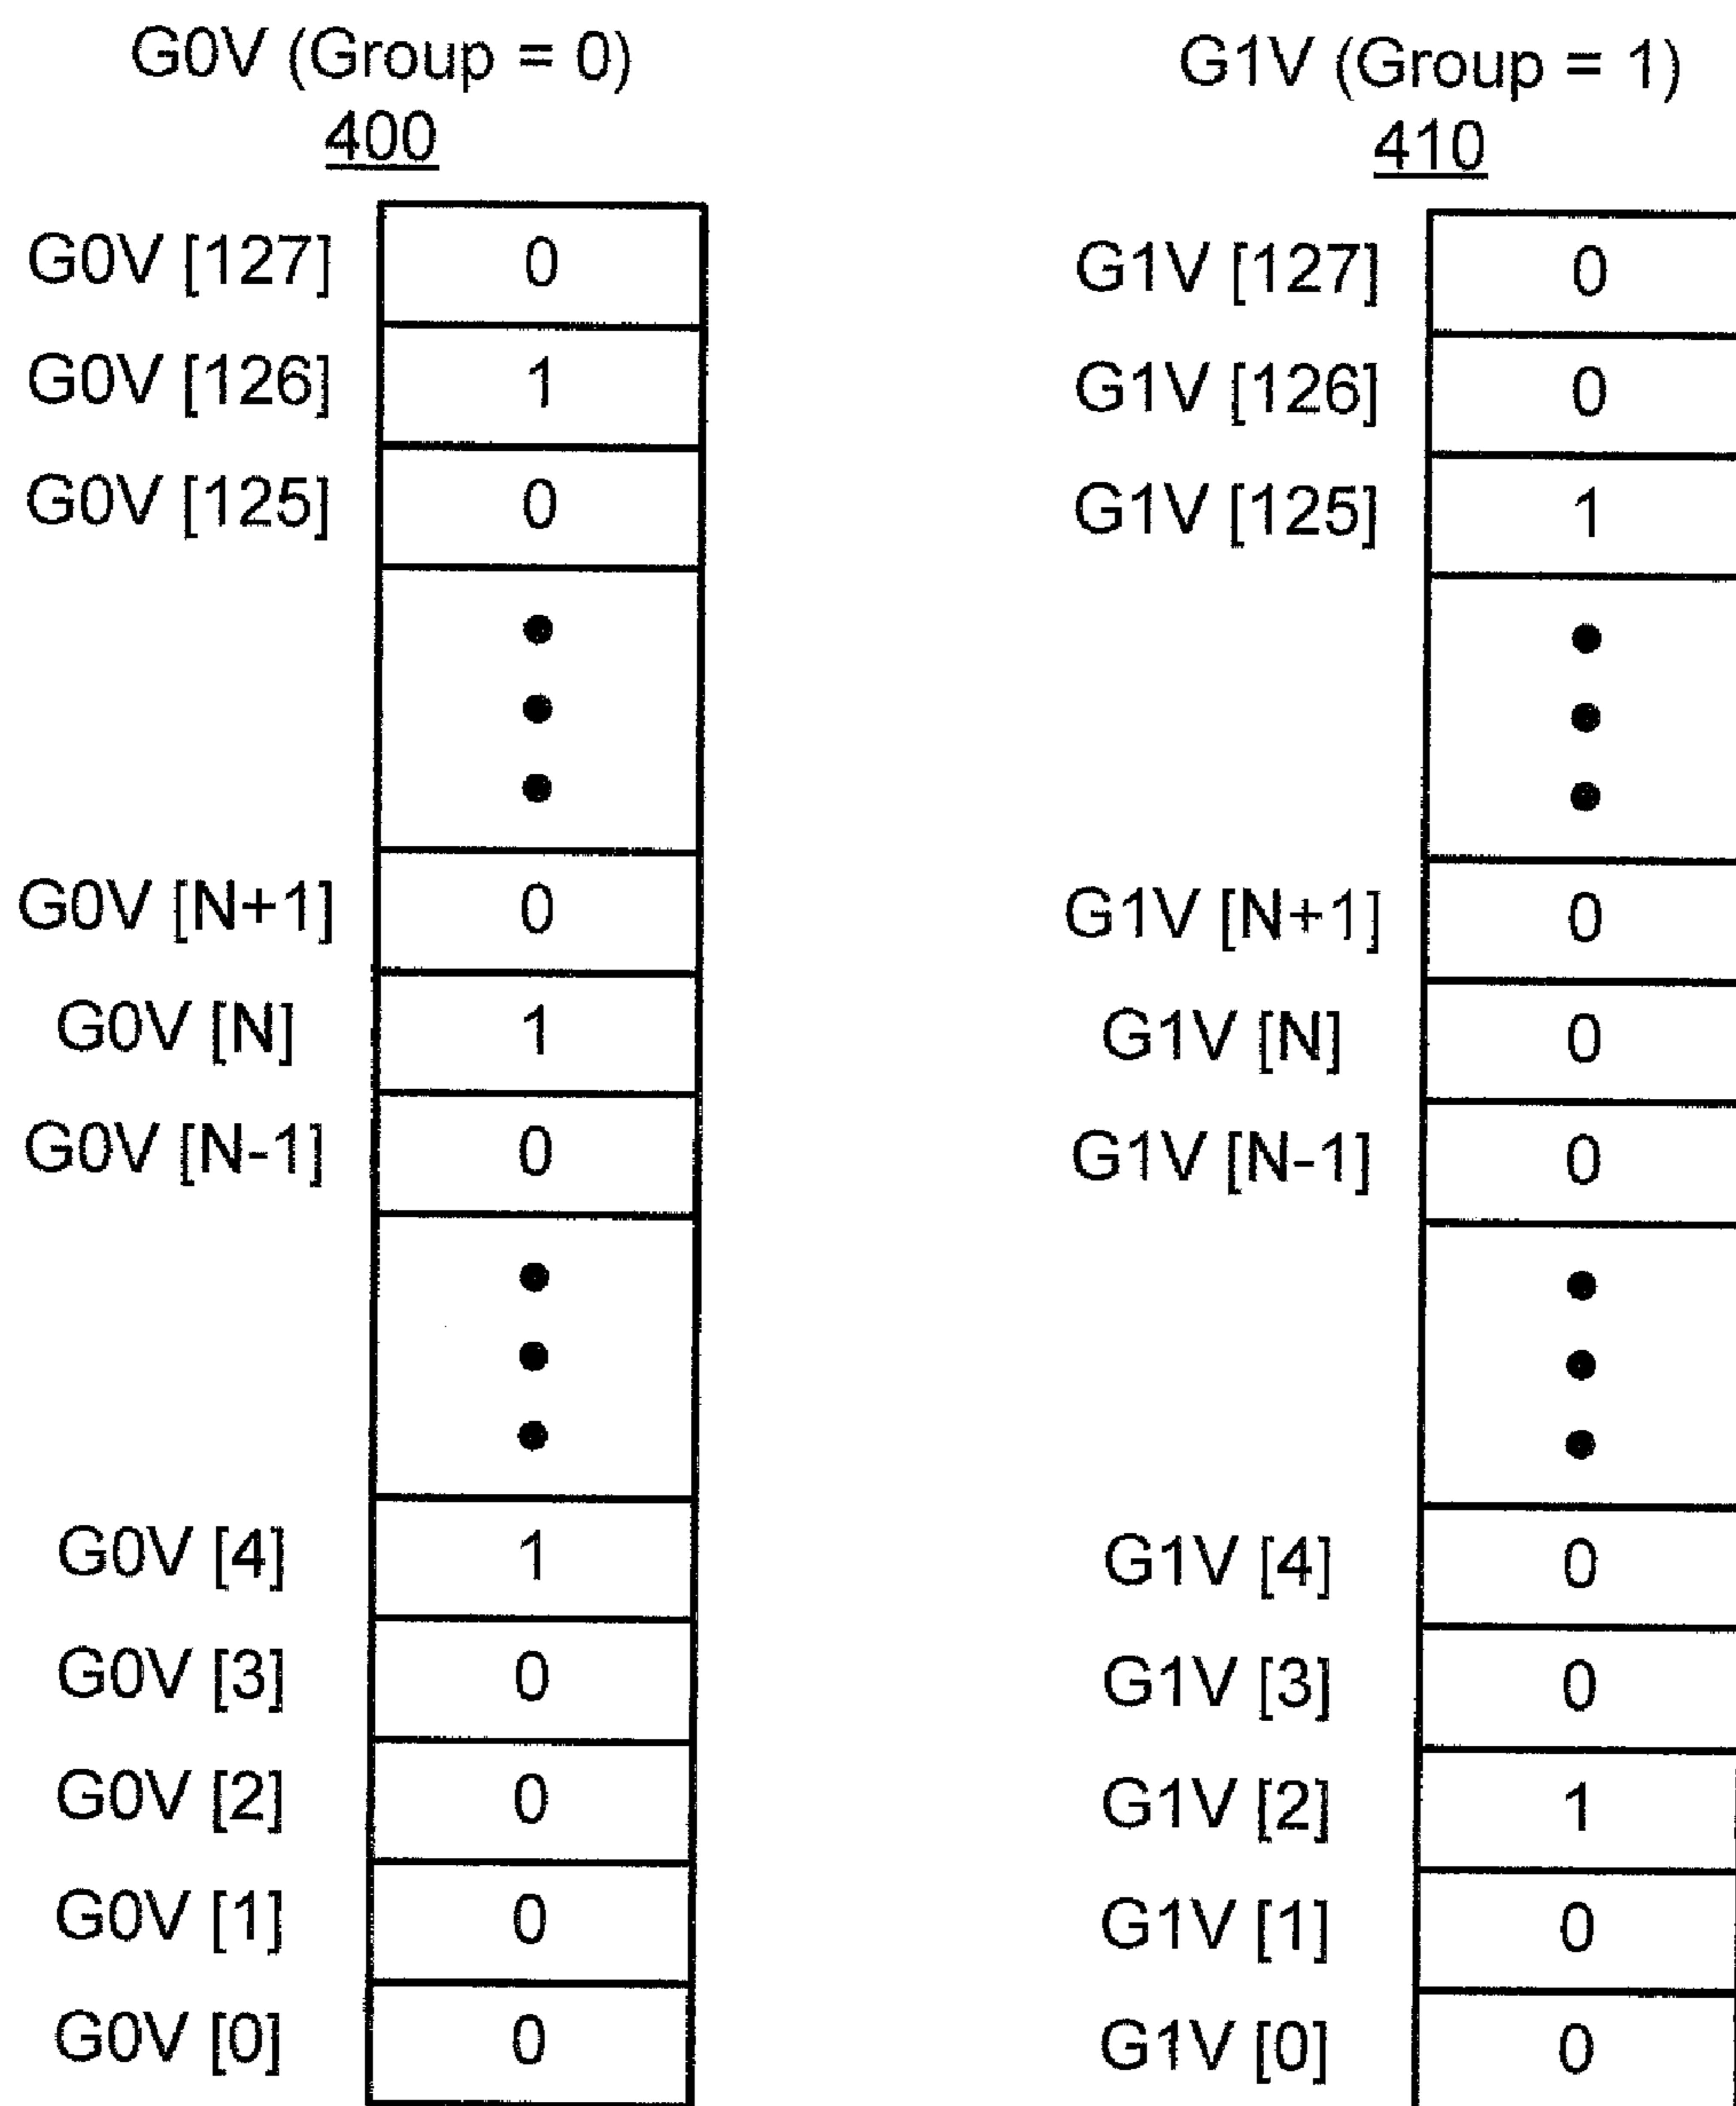 G0V (Group = 0)
400
G0V [127] 0
G0V [126] 1
G0V [125] 0
G0V [N+1] 0
G0V [N] 1
G0V [N-1] 0
G0V [4] 1
G0V [3] 0
G0V [2] 0
G0V [1] 0
G0V [0] 0
G1V (Group = 1)
410
G1V [127] 0
G1V [126] 0
G1V [125] 1
G1V [N+1] 0
G1V [N] 0
G1V [N-1] 0
G1V [4] 0
G1V [3] 0
G1V [2] 1
G1V [1] 0
G1V [0] 0